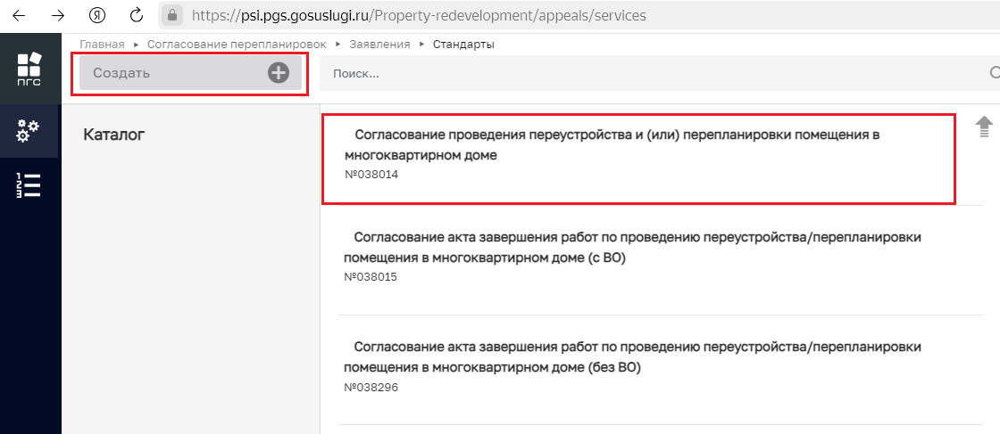 https://psi.pgs.gosuslugi.ru/Property-redevelopment/appeals/services
Главная ▸ Согласование перепланировок ▸ Заявления ▸ Стандарты
ПГС
Создать
Поиск...
Каталог
Согласование проведения переустройства и (или) перепланировки помещения в
многоквартирном доме
№038014
Согласование акта завершения работ по проведению переустройства/перепланировки
помещения в многоквартирном доме (с ВО)
№038015
Согласование акта завершения работ по проведению переустройства/перепланировки
помещения в многоквартирном доме (без ВО)
№038296